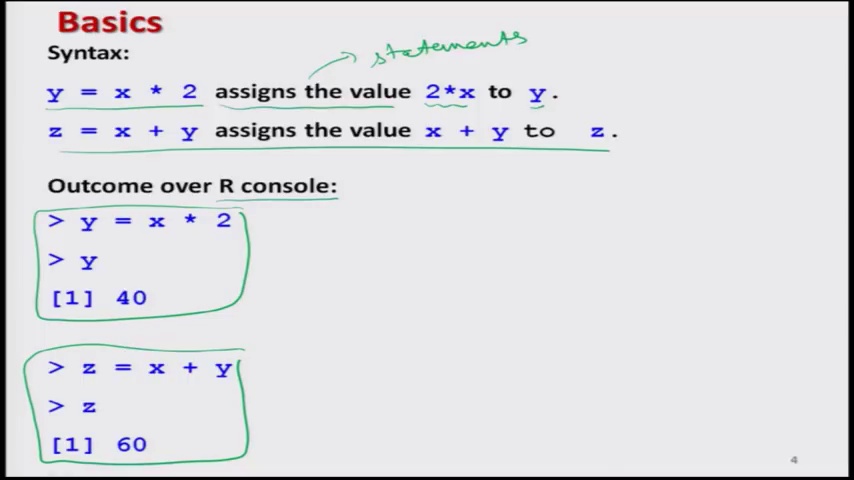 Basics
Syntax:
statements
y = x * 2 assigns the value 2*x to y.
z = x + y assigns the value x + y to z.
Outcome over R console:
> y = x * 2
> y
[1] 40
> z = x + y
> z
[1] 60
4